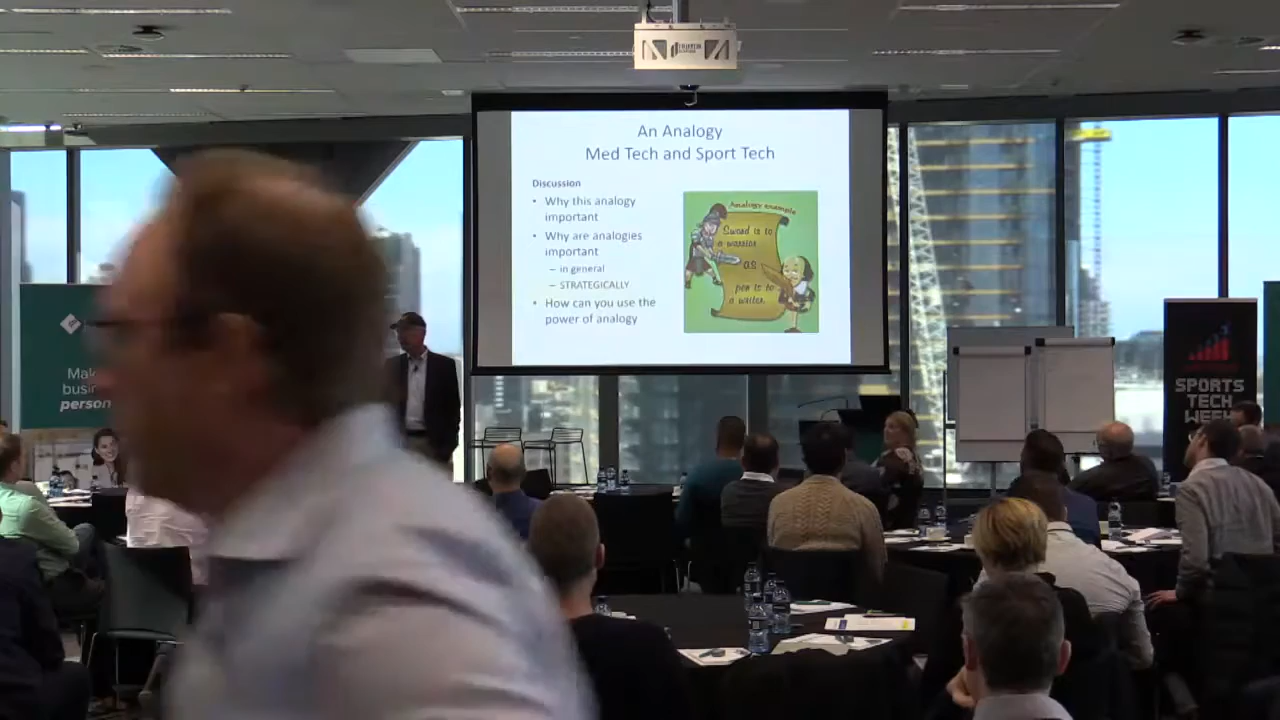 An Analogy
Med Tech and Sport Tech
Discussion
• Why this analogy
important
• Why are analogies
important
– in general
– STRATEGICALLY
• How can you use the
power of analogy
Analogy example
Sword is to
a warrior
as
pen is to
a writer.
busin
person
SPORTS
TECH
WEEK